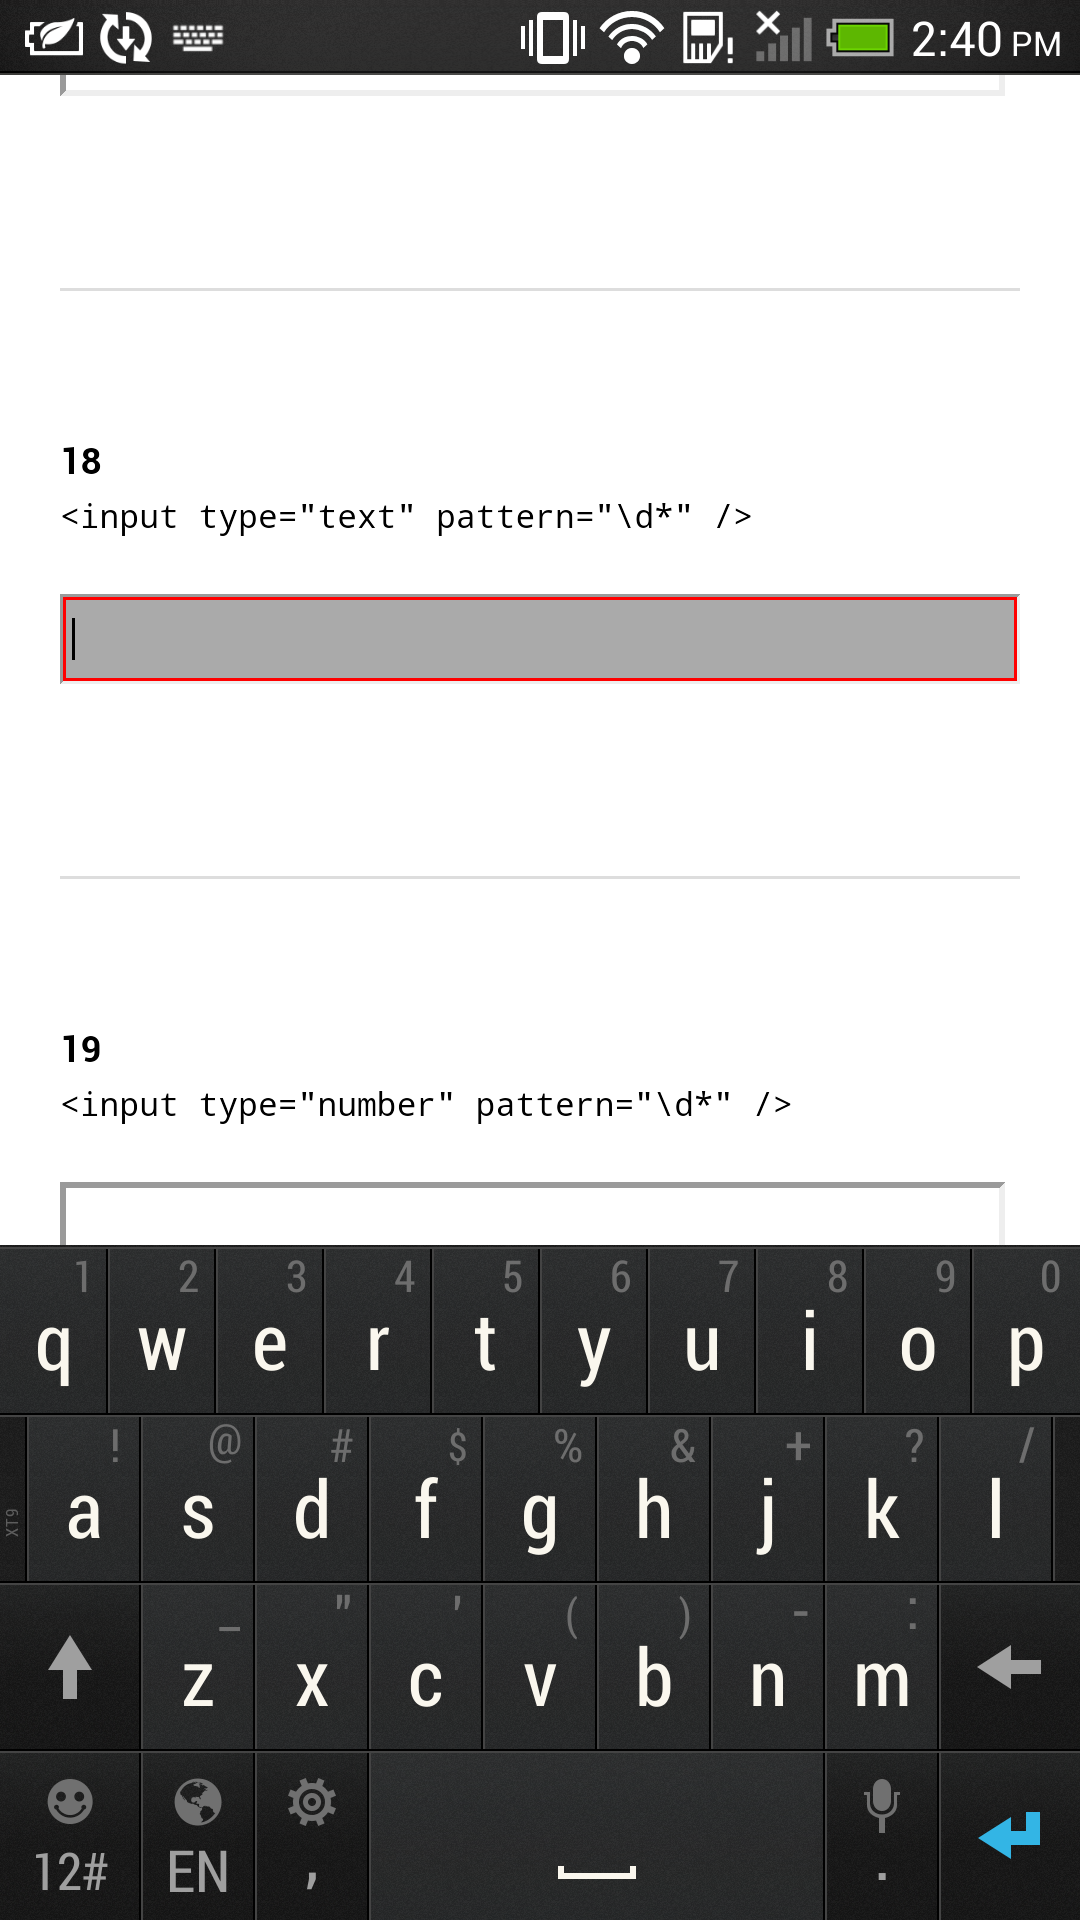 2:40 PM
18
<input type="text" pattern="\d*" />
19
<input type="number" pattern="\d*" />
1 2 3 4 5 6 7 8 9 0
q w e r t y u i o p
! @ # $ % & + ? /
XT9 a s d f g h j k l
_ " ' ( ) - :
z x c v b n m
12# EN , .